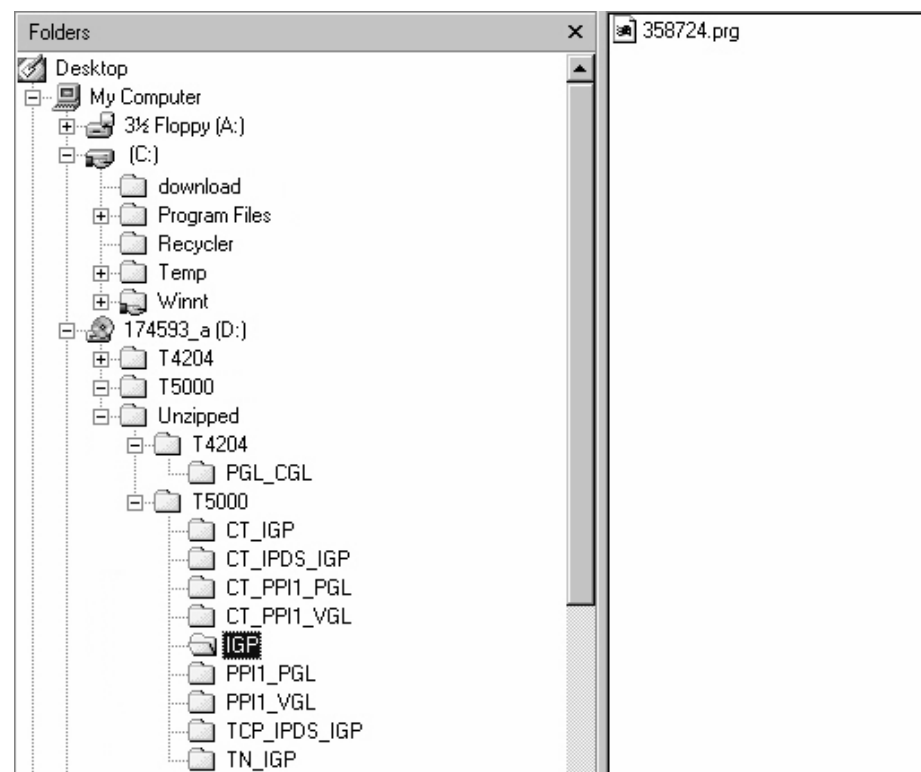 Folders
358724.prg
Desktop
My Computer
3½ Floppy (A:)
(C:)
download
Program Files
Recycler
Temp
Winnt
174593_a (D:)
T4204
T5000
Unzipped
T4204
PGL_CGL
T5000
CT_IGP
CT_IPDS_IGP
CT_PPI1_PGL
CT_PPI1_VGL
IGP
PPI1_PGL
PPI1_VGL
TCP_IPDS_IGP
TN_IGP